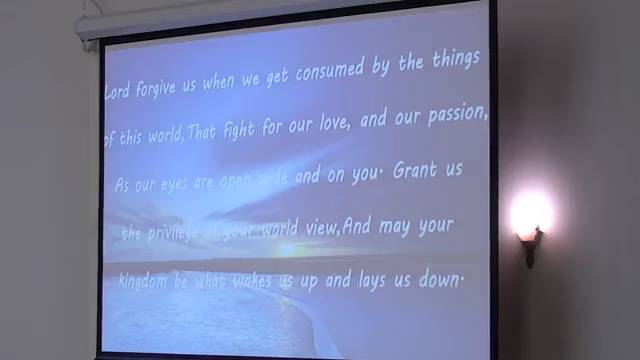 Lord forgive us when we get consumed by the things
of this world,That fight for our love, and our passion,
As our eyes are open wide and on you. Grant us
the privilege of your world view,And may your
kingdom be what wakes us up and lays us down.